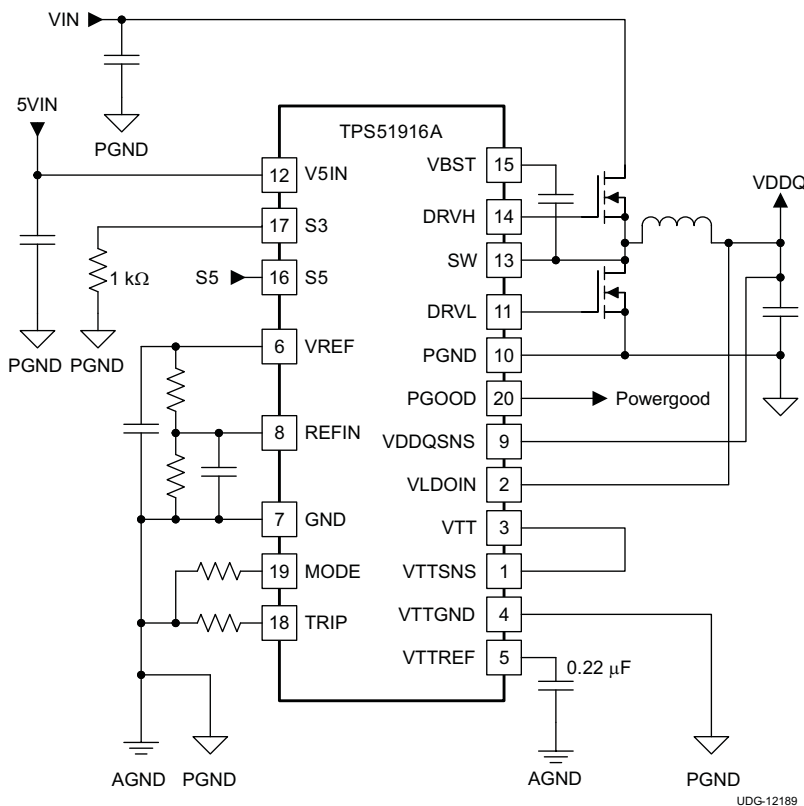 VIN
PGND
5VIN
TPS51916A
12 V5IN
VBST 15
17 S3
DRVH 14
VDDQ
1 kΩ
S5 16 S5
SW 13
DRVL 11
PGND PGND
6 VREF
PGND 10
PGOOD 20 Powergood
8 REFIN
VDDQSNS 9
VLDOIN 2
7 GND
VTT 3
19 MODE
VTTSNS 1
18 TRIP
VTTGND 4
VTTREF 5
0.22 μF
AGND PGND
AGND
PGND
UDG-12189